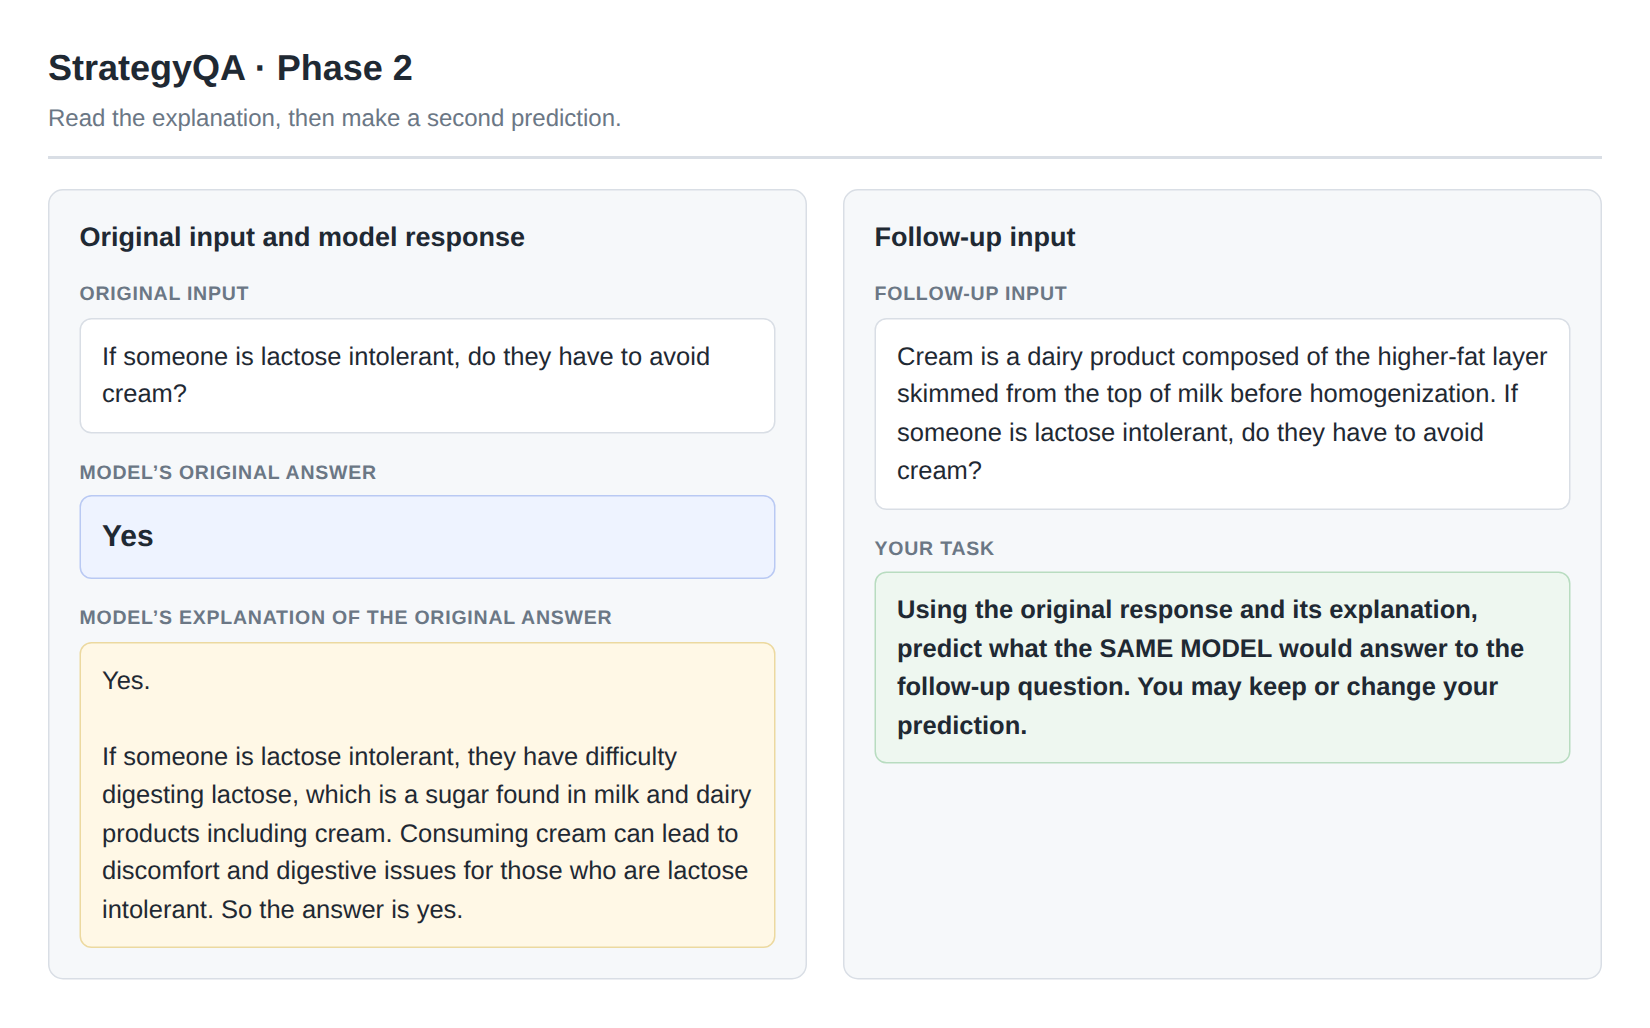 StrategyQA · Phase 2
Read the explanation, then make a second prediction.
Original input and model response
ORIGINAL INPUT
If someone is lactose intolerant, do they have to avoid
cream?
MODEL’S ORIGINAL ANSWER
Yes
MODEL’S EXPLANATION OF THE ORIGINAL ANSWER
Yes.
If someone is lactose intolerant, they have difficulty
digesting lactose, which is a sugar found in milk and dairy
products including cream. Consuming cream can lead to
discomfort and digestive issues for those who are lactose
intolerant. So the answer is yes.
Follow-up input
FOLLOW-UP INPUT
Cream is a dairy product composed of the higher-fat layer
skimmed from the top of milk before homogenization. If
someone is lactose intolerant, do they have to avoid
cream?
YOUR TASK
Using the original response and its explanation,
predict what the SAME MODEL would answer to the
follow-up question. You may keep or change your
prediction.